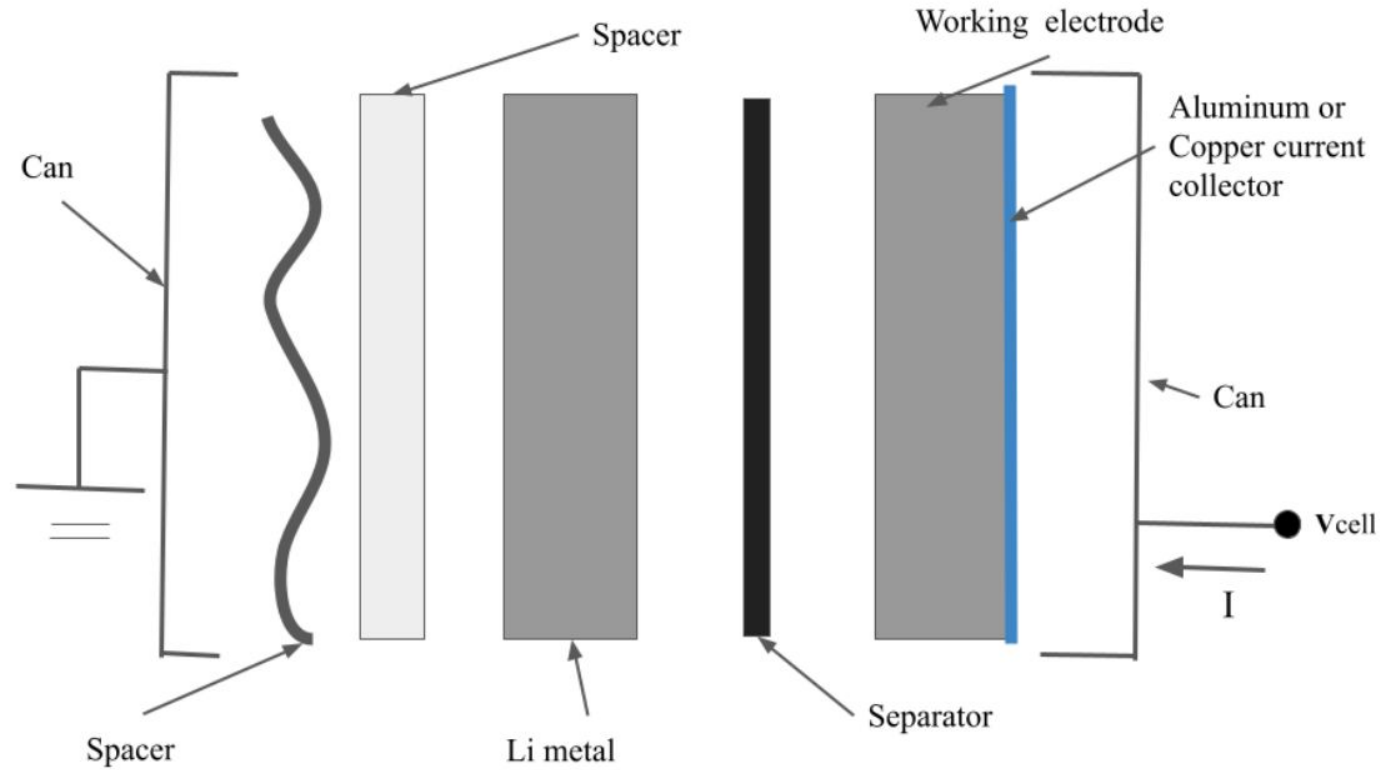 Working electrode
Spacer
Aluminum or
Copper current
collector
Can
Can
Vcell
I
Separator
Spacer
Li metal